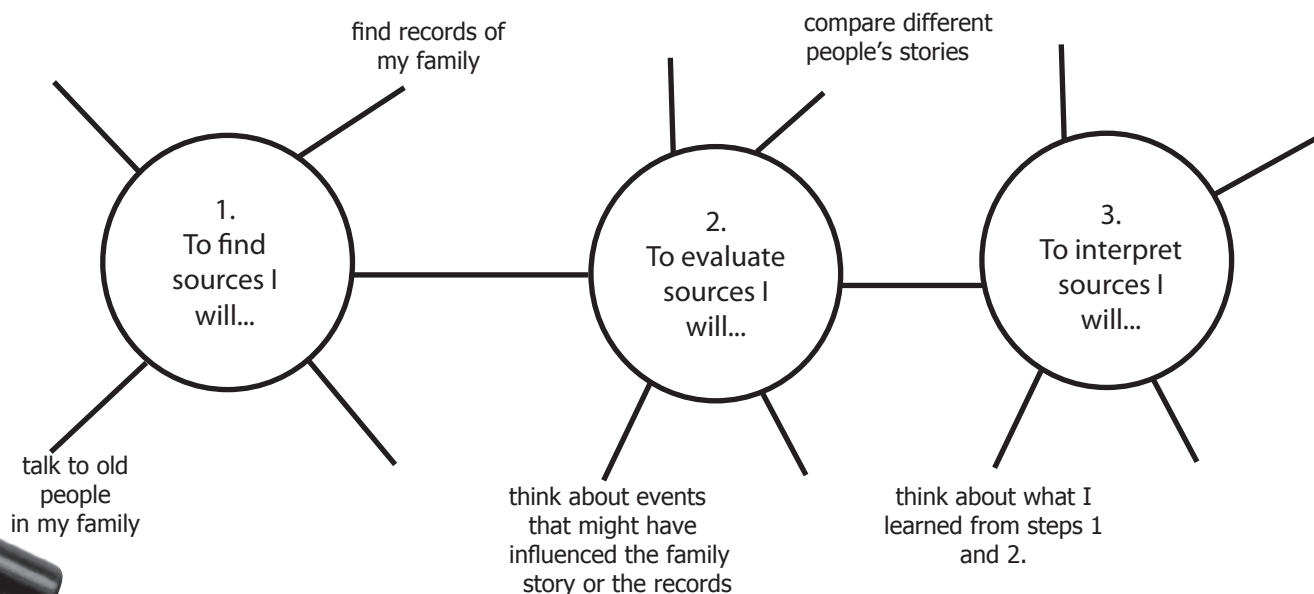 find records of
my family
compare different
people's stories
1.
To find
sources I
will...
2.
To evaluate
sources I
will...
3.
To interpret
sources I
will...
talk to old
people
in my family
think about events
that might have
influenced the family
story or the records
think about what I
learned from steps 1
and 2.